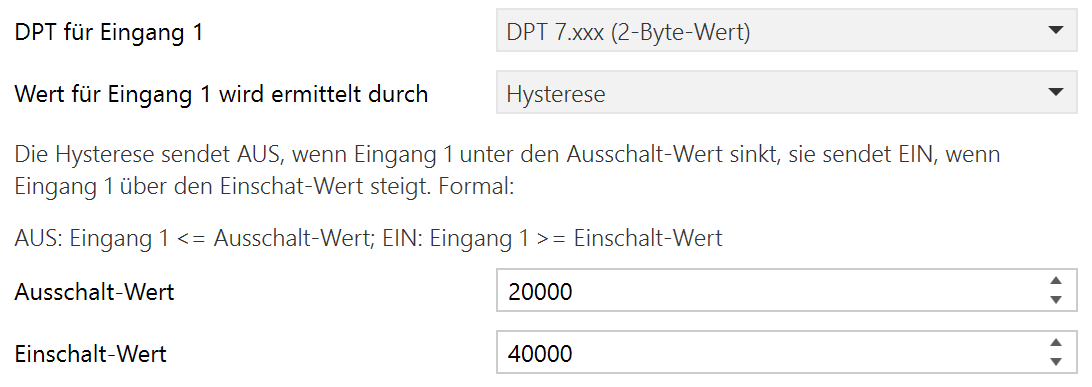 DPT für Eingang 1 DPT 7.xxx (2-Byte-Wert)
Wert für Eingang 1 wird ermittelt durch Hysterese
Die Hysterese sendet AUS, wenn Eingang 1 unter den Ausschalt-Wert sinkt, sie sendet EIN, wenn
Eingang 1 über den Einschat-Wert steigt. Formal:
AUS: Eingang 1 <= Ausschalt-Wert; EIN: Eingang 1 >= Einschalt-Wert
Ausschalt-Wert 20000
Einschalt-Wert 40000